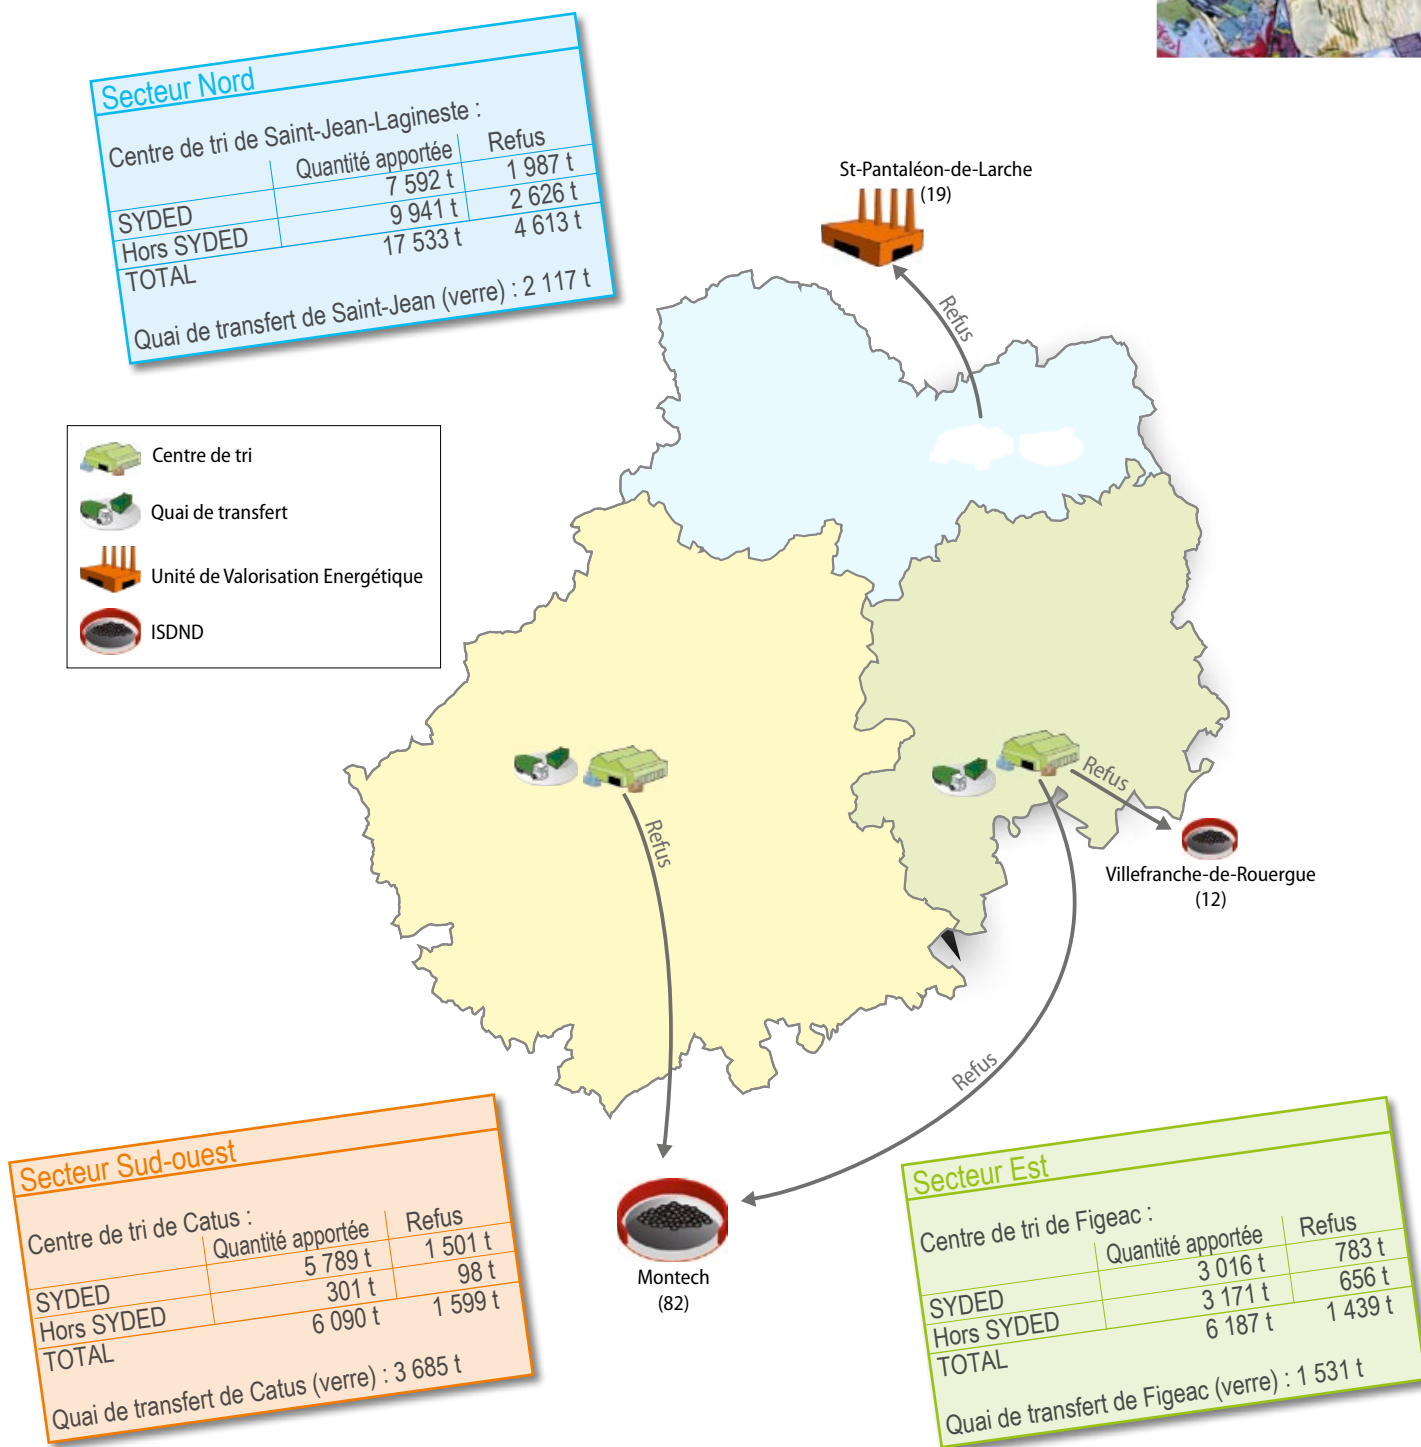 Secteur Nord
Centre de tri de Saint-Jean-Lagineste :
Quantité apportée Refus
SYDED 7 592 t 1 987 t
Hors SYDED 9 941 t 2 626 t
TOTAL 17 533 t 4 613 t
Quai de transfert de Saint-Jean (verre) : 2 117 t
St-Pantaléon-de-Larche
(19)
Refus
Centre de tri
Quai de transfert
Unité de Valorisation Energétique
ISDND
Refus
Refus
Villefranche-de-Rouergue
(12)
Refus
Montech
(82)
Secteur Sud-ouest
Centre de tri de Catus :
Quantité apportée Refus
SYDED 5 789 t 1 501 t
Hors SYDED 301 t 98 t
TOTAL 6 090 t 1 599 t
Quai de transfert de Catus (verre) : 3 685 t
Secteur Est
Centre de tri de Figeac :
Quantité apportée Refus
SYDED 3 016 t 783 t
Hors SYDED 3 171 t 656 t
TOTAL 6 187 t 1 439 t
Quai de transfert de Figeac (verre) : 1 531 t